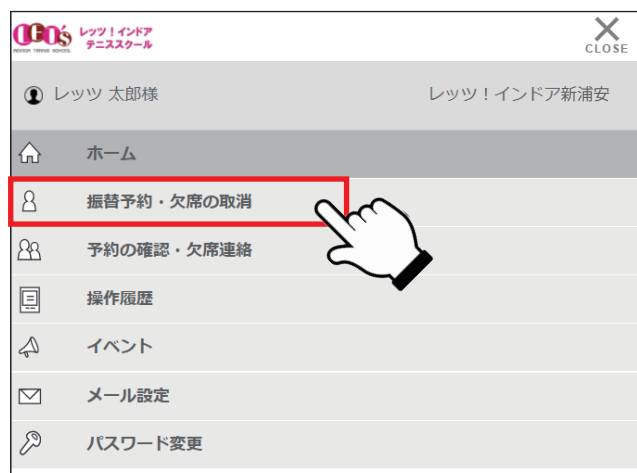 レッツ！インドア
テニススクール
INDOOR TENNIS SCHOOL
CLOSE
レッツ 太郎様
レッツ！インドア新浦安
ホーム
振替予約・欠席の取消
予約の確認・欠席連絡
操作履歴
イベント
メール設定
パスワード変更